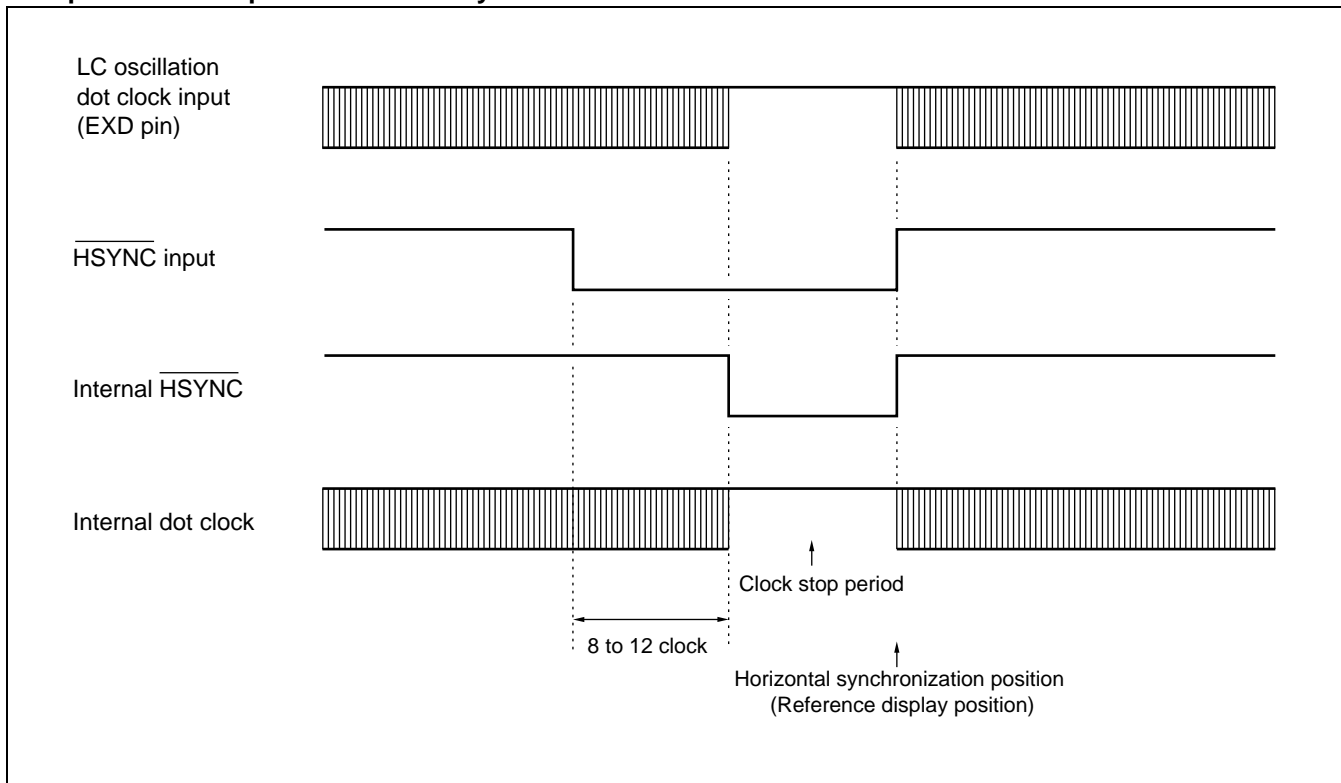 LC oscillation
dot clock input
(EXD pin)
HSYNC input
Internal HSYNC
Internal dot clock
Clock stop period
8 to 12 clock
Horizontal synchronization position
(Reference display position)